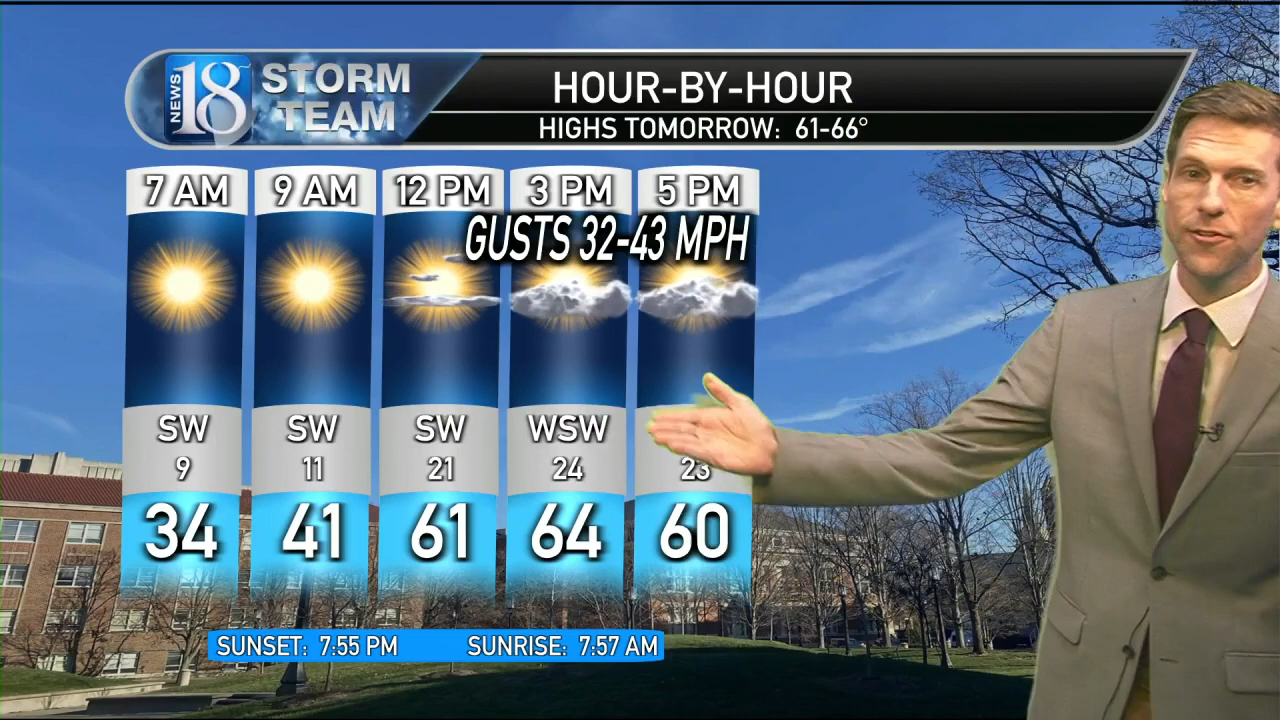 NEWS 18 STORM TEAM
HOUR-BY-HOUR
HIGHS TOMORROW: 61-66°
7 AM 9 AM 12 PM 3 PM 5 PM
GUSTS 32-43 MPH
SW SW SW WSW
9 11 21 24 23
34 41 61 64 60
SUNSET: 7:55 PM SUNRISE: 7:57 AM